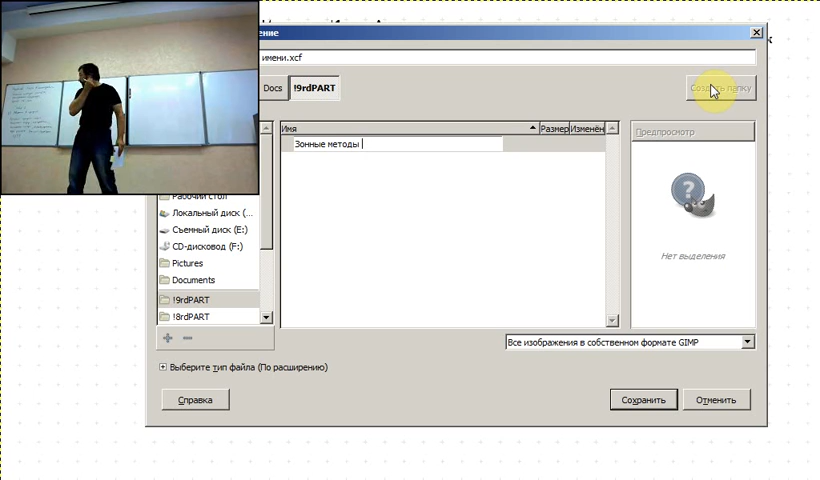 ение
имени.xcf
Docs
!9rdPART
Создать папку
Имя
Размер
Изменён
Предпросмотр
Зонные методы
Рабочий стол
Локальный диск (...
Съемный диск (E:)
CD-дисковод (F:)
Pictures
Documents
!9rdPART
!8rdPART
Нет выделения
Все изображения в собственном формате GIMP
Выберите тип файла (По расширению)
Справка
Сохранить
Отменить